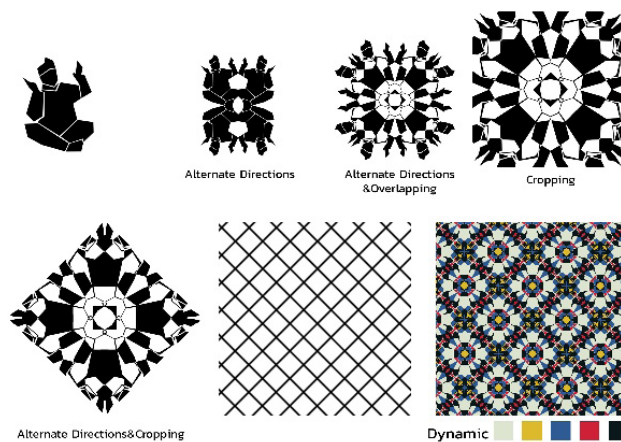 Alternate Directions
Alternate Directions
&Overlapping
Cropping
Alternate Directions&Cropping
Dynamic